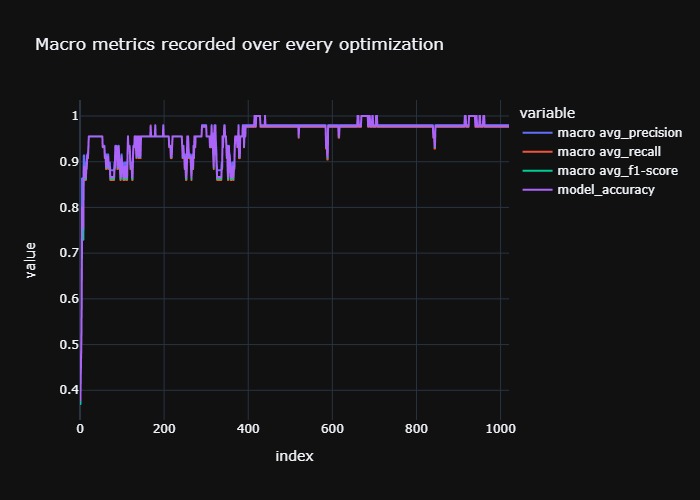 Macro metrics recorded over every optimization
variable
macro avg_precision
macro avg_recall
macro avg_f1-score
model_accuracy
value
1
0.9
0.8
0.7
0.6
0.5
0.4
0
200
400
600
800
1000
index